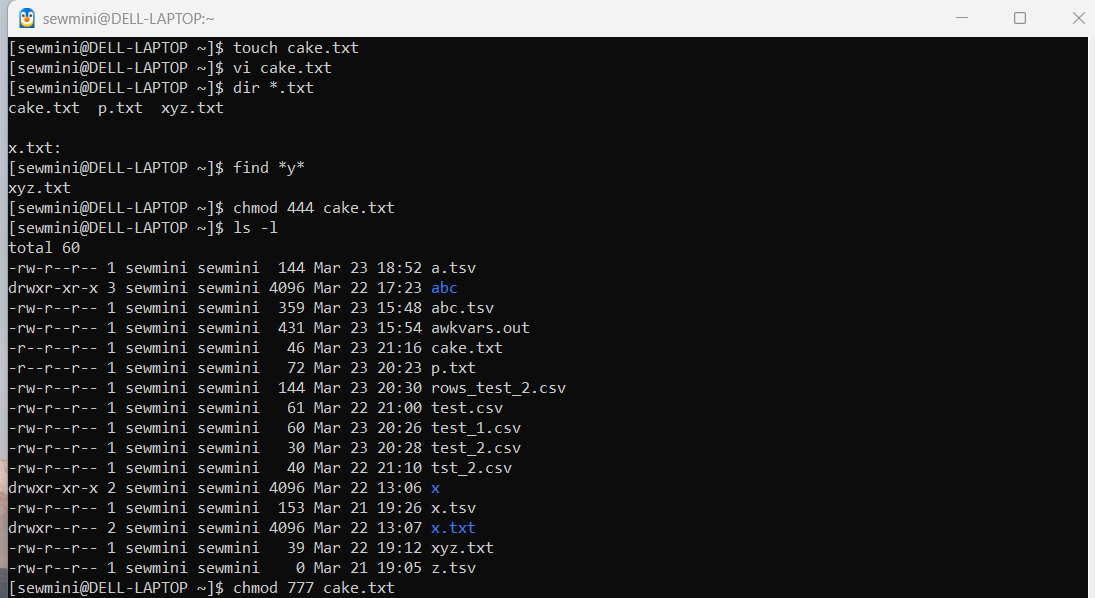 sewmini@DELL-LAPTOP:~
[sewmini@DELL-LAPTOP ~]$ touch cake.txt
[sewmini@DELL-LAPTOP ~]$ vi cake.txt
[sewmini@DELL-LAPTOP ~]$ dir *.txt
cake.txt  p.txt  xyz.txt

x.txt:
[sewmini@DELL-LAPTOP ~]$ find *y*
xyz.txt
[sewmini@DELL-LAPTOP ~]$ chmod 444 cake.txt
[sewmini@DELL-LAPTOP ~]$ ls -l
total 60
-rw-r--r-- 1 sewmini sewmini  144 Mar 23 18:52 a.tsv
drwxr-xr-x 3 sewmini sewmini 4096 Mar 22 17:23 abc
-rw-r--r-- 1 sewmini sewmini  359 Mar 23 15:48 abc.tsv
-rw-r--r-- 1 sewmini sewmini  431 Mar 23 15:54 awkvars.out
-r--r--r-- 1 sewmini sewmini   46 Mar 23 21:16 cake.txt
-r--r--r-- 1 sewmini sewmini   72 Mar 23 20:23 p.txt
-rw-r--r-- 1 sewmini sewmini  144 Mar 23 20:30 rows_test_2.csv
-rw-r--r-- 1 sewmini sewmini   61 Mar 22 21:00 test.csv
-rw-r--r-- 1 sewmini sewmini   60 Mar 23 20:26 test_1.csv
-rw-r--r-- 1 sewmini sewmini   30 Mar 23 20:28 test_2.csv
-rw-r--r-- 1 sewmini sewmini   40 Mar 22 21:10 tst_2.csv
drwxr-xr-x 2 sewmini sewmini 4096 Mar 22 13:06 x
-rw-r--r-- 1 sewmini sewmini  153 Mar 21 19:26 x.tsv
drwxr--r-- 2 sewmini sewmini 4096 Mar 22 13:07 x.txt
-rw-r--r-- 1 sewmini sewmini   39 Mar 22 19:12 xyz.txt
-rw-r--r-- 1 sewmini sewmini    0 Mar 21 19:05 z.tsv
[sewmini@DELL-LAPTOP ~]$ chmod 777 cake.txt